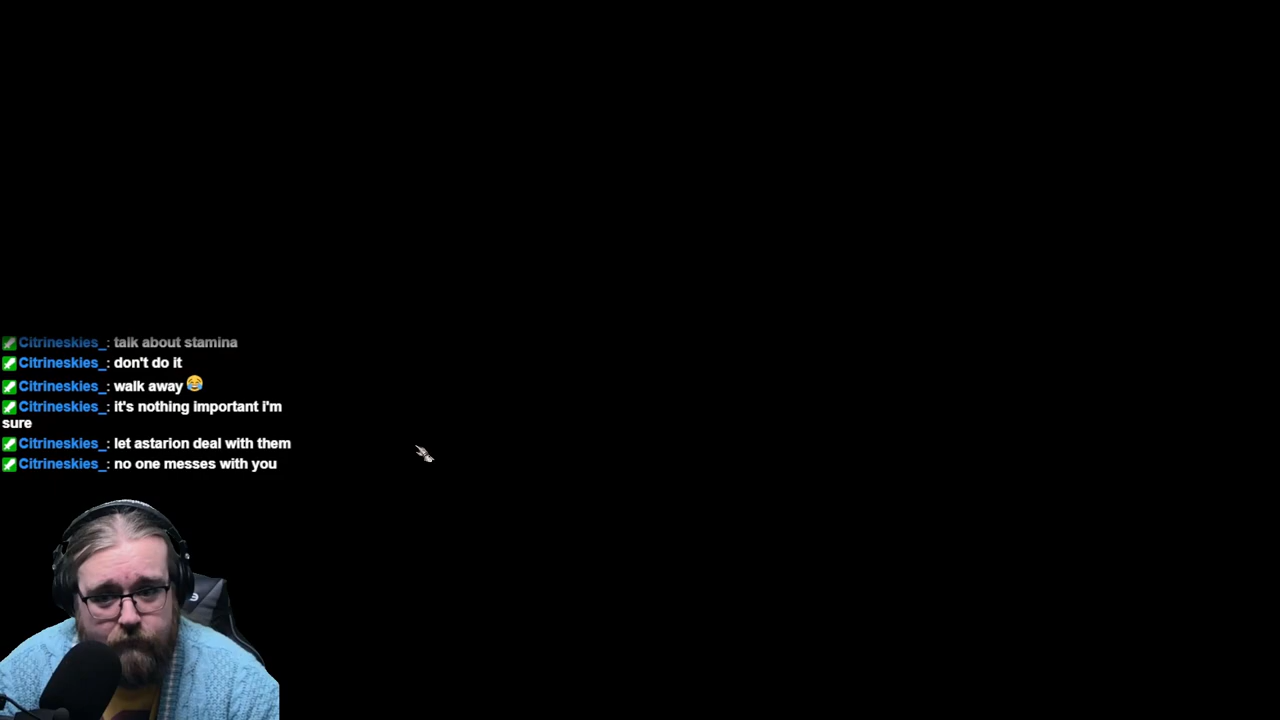 Citrineskies_: talk about stamina
Citrineskies_: don't do it
Citrineskies_: walk away 😂
Citrineskies_: it's nothing important i'm
sure
Citrineskies_: let astarion deal with them
Citrineskies_: no one messes with you